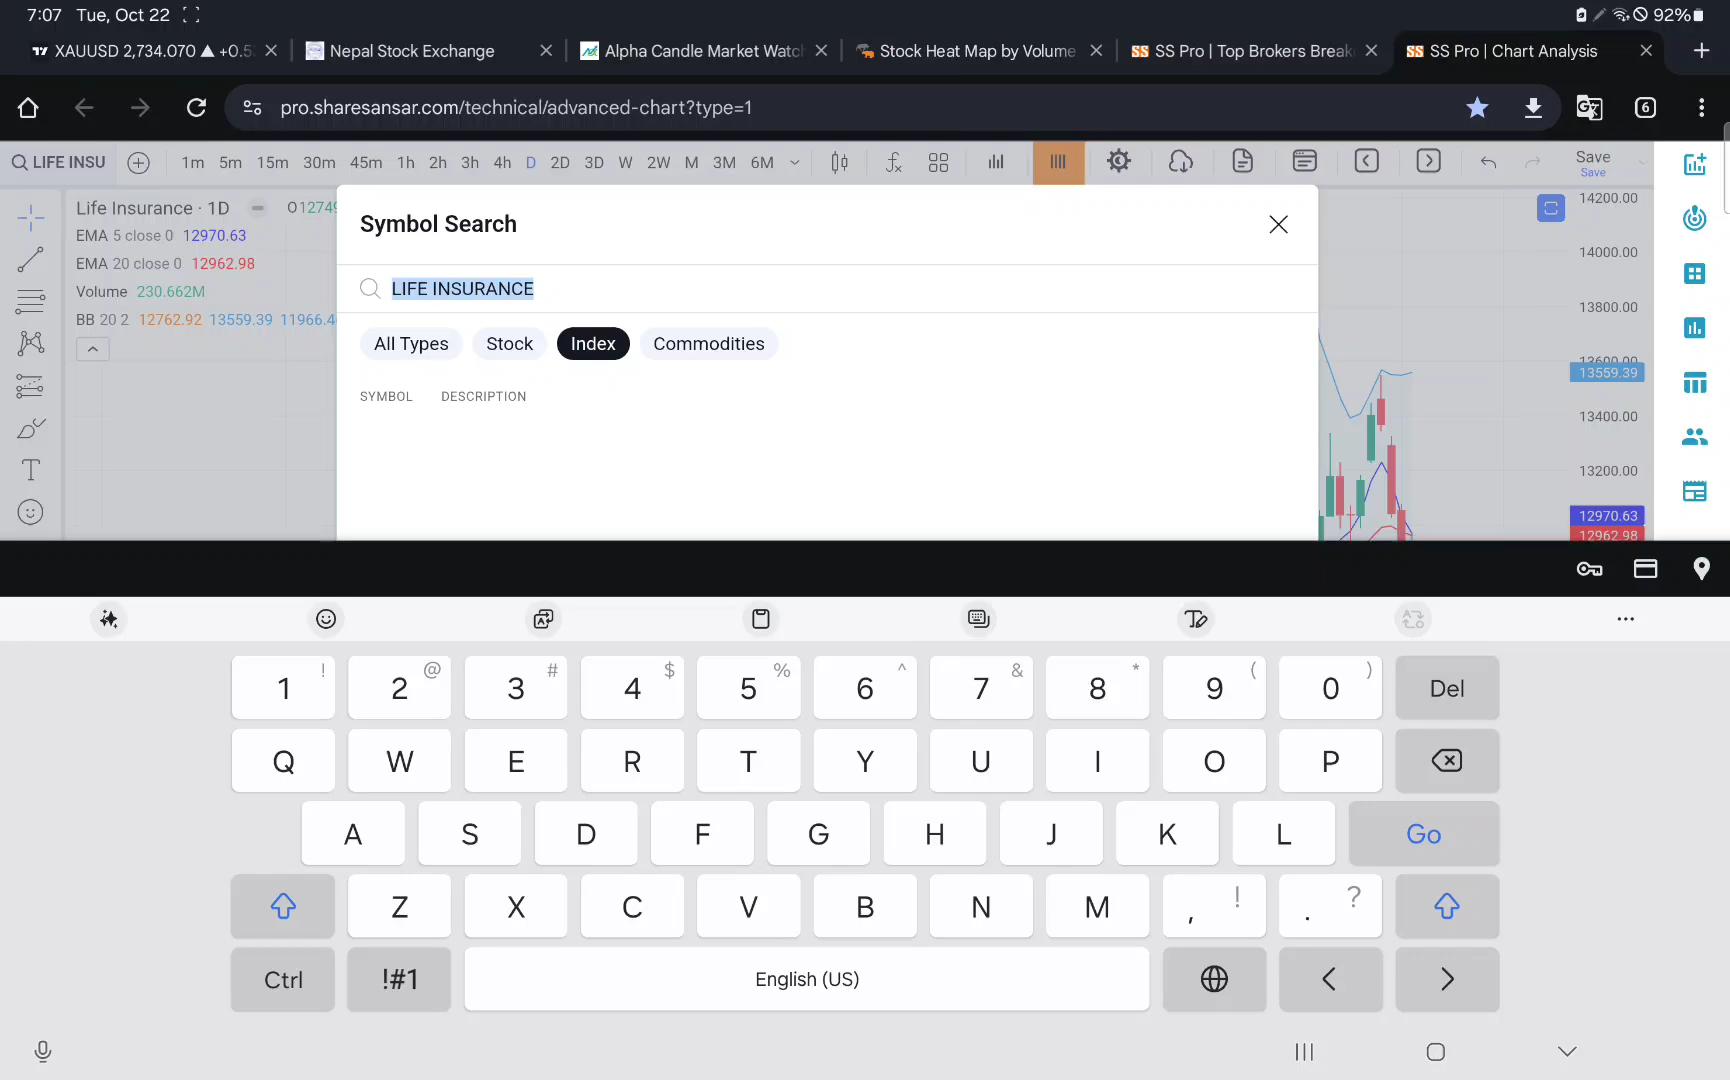 7:07 Tue, Oct 22 92%
XAUUSD 2,734.070 ▲ +0.5
Nepal Stock Exchange
Alpha Candle Market Watch
Stock Heat Map by Volume
SS SS Pro | Top Brokers Break
SS SS Pro | Chart Analysis
pro.sharesansar.com/technical/advanced-chart?type=1 6
LIFE INSU 1m 5m 15m 30m 45m 1h 2h 3h 4h D 2D 3D W 2W M 3M 6M Save
Save
Life Insurance · 1D O12749
EMA 5 close 0 12970.63
EMA 20 close 0 12962.98
Volume 230.662M
BB 20 2 12762.92 13559.39 11966.4
Symbol Search
LIFE INSURANCE
All Types Stock Index Commodities
SYMBOL DESCRIPTION
14200.00
14000.00
13800.00
13600.00
13559.39
13400.00
13200.00
12970.63
12962.98
1 ! 2 @ 3 # 4 $ 5 % 6 ^ 7 & 8 * 9 ( 0 ) Del
Q W E R T Y U I O P
A S D F G H J K L Go
Z X C V B N M , ! . ?
Ctrl !#1 English (US) < >